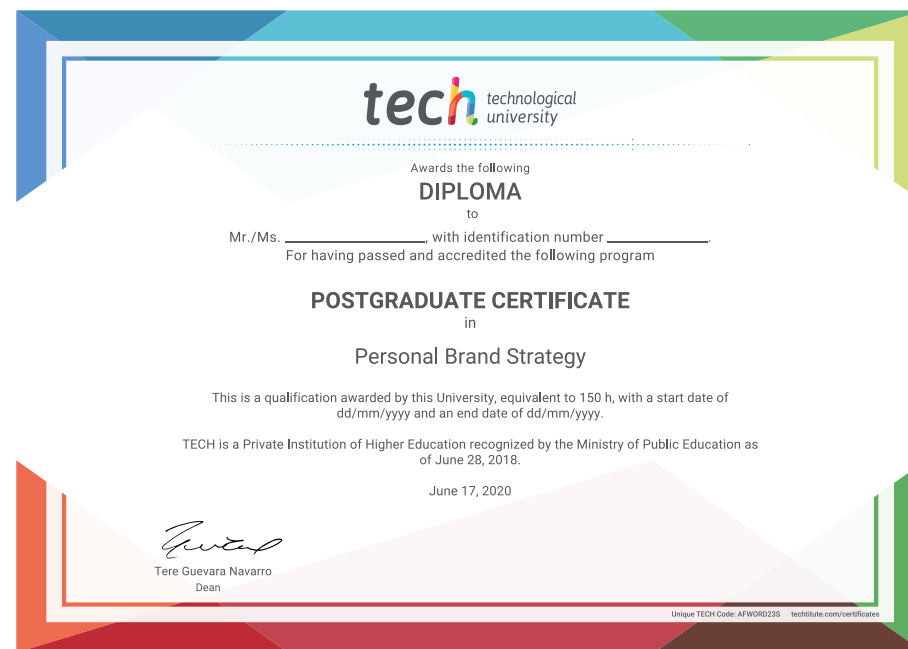 tech technological
university
Awards the following
DIPLOMA
to
Mr./Ms. ____________________, with identification number ______________.
For having passed and accredited the following program
POSTGRADUATE CERTIFICATE
in
Personal Brand Strategy
This is a qualification awarded by this University, equivalent to 150 h, with a start date of
dd/mm/yyyy and an end date of dd/mm/yyyy.
TECH is a Private Institution of Higher Education recognized by the Ministry of Public Education as
of June 28, 2018.
June 17, 2020
Tere Guevara Navarro
Dean
Unique TECH Code: AFWORD23S techtitute.com/certificates